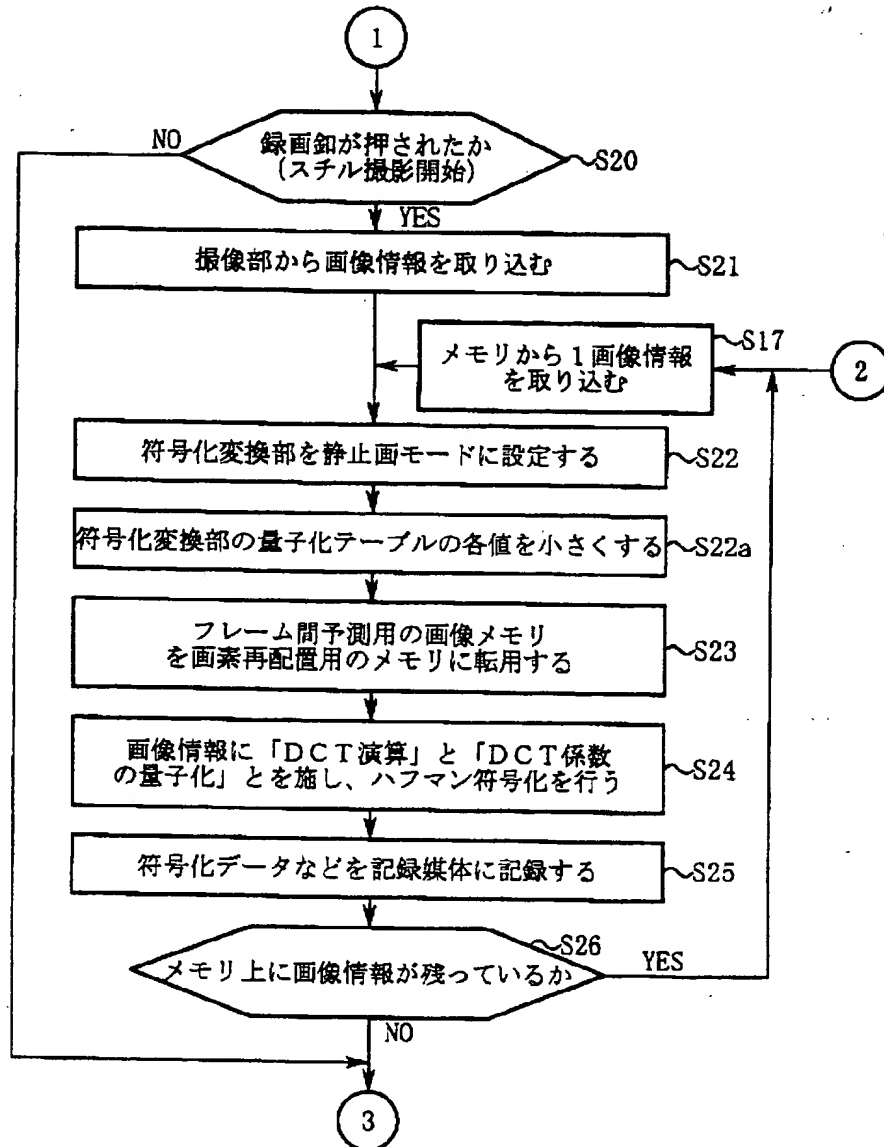 1
NO
録画釦が押されたか
(スチル撮影開始)
S20
YES
撮像部から画像情報を取り込む
S21
S17
メモリから1画像情報
を取り込む
2
符号化変換部を静止画モードに設定する
S22
符号化変換部の量子化テーブルの各値を小さくする
S22a
フレーム間予測用の画像メモリ
を画素再配置用のメモリに転用する
S23
画像情報に「DCT演算」と「DCT係数
の量子化」とを施し、ハフマン符号化を行う
S24
符号化データなどを記録媒体に記録する
S25
S26
メモリ上に画像情報が残っているか
YES
NO
3